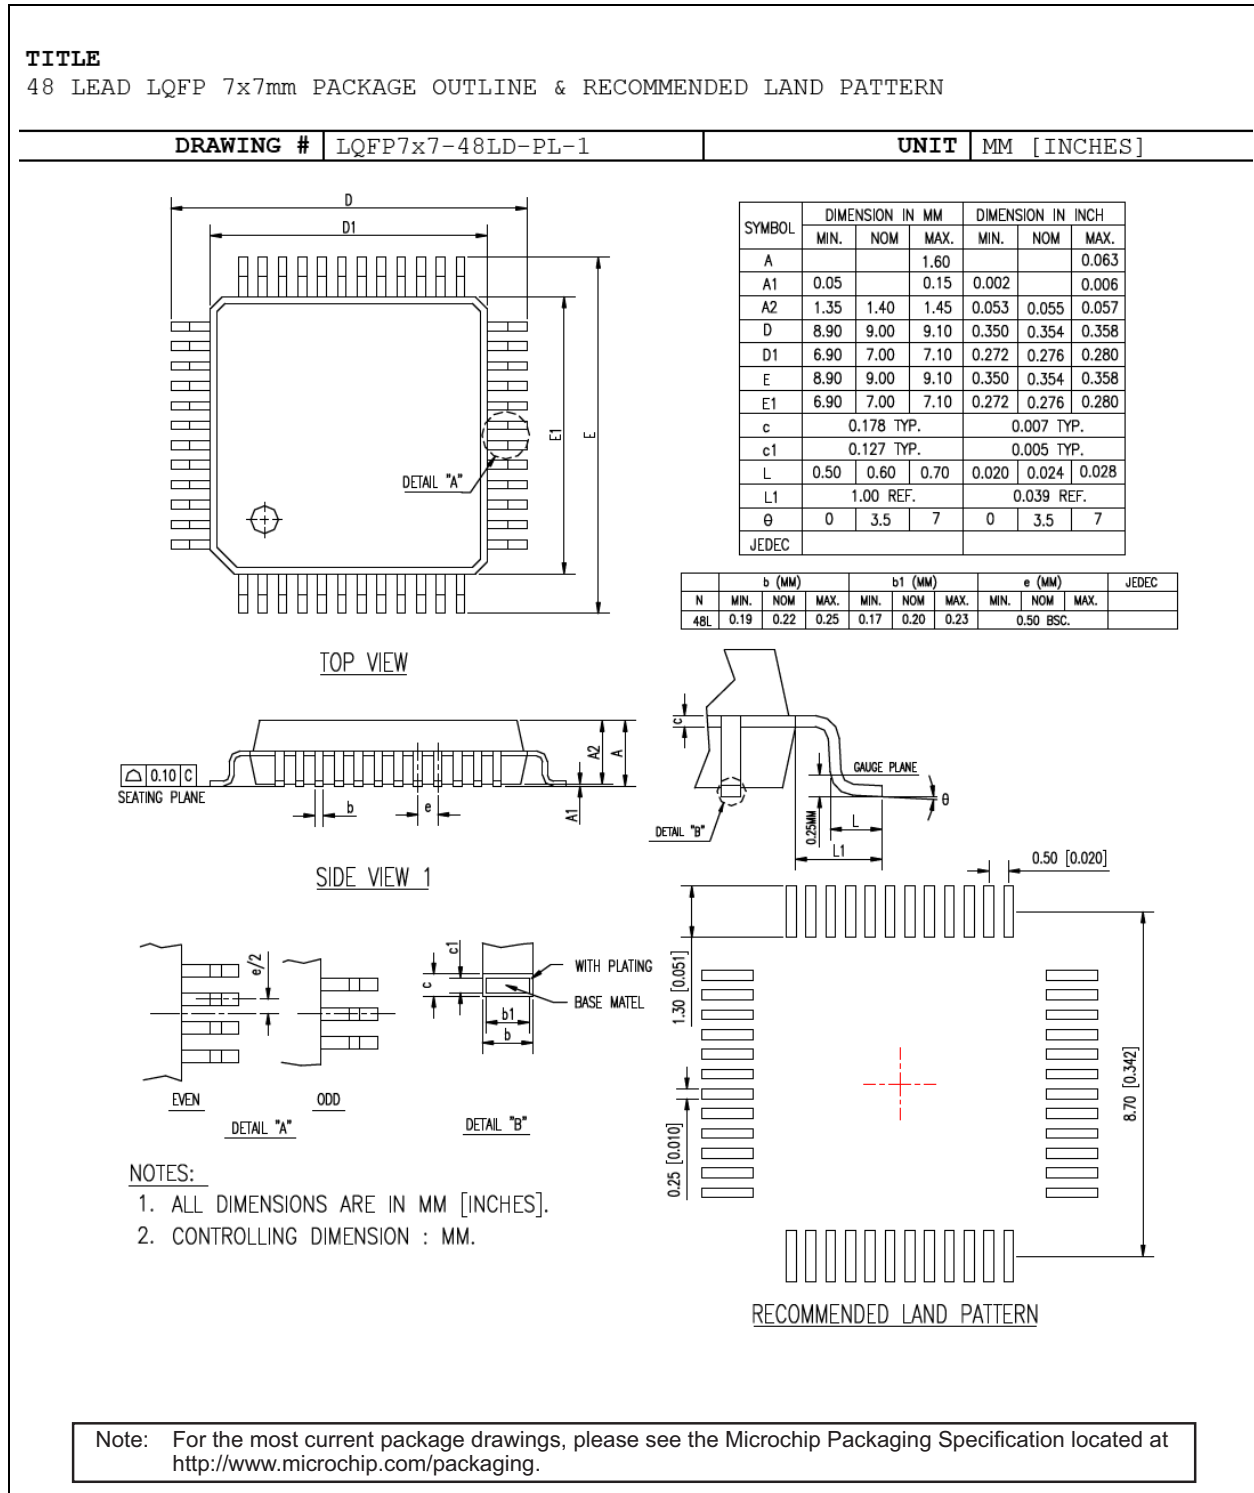 TITLE
48 LEAD LQFP 7x7mm PACKAGE OUTLINE & RECOMMENDED LAND PATTERN
DRAWING # LQFP7x7-48LD-PL-1 UNIT MM [INCHES]
D
D1
E1
E
DETAIL "A"
TOP VIEW
SYMBOL DIMENSION IN MM DIMENSION IN INCH
MIN. NOM MAX. MIN. NOM MAX.
A 1.60 0.063
A1 0.05 0.15 0.002 0.006
A2 1.35 1.40 1.45 0.053 0.055 0.057
D 8.90 9.00 9.10 0.350 0.354 0.358
D1 6.90 7.00 7.10 0.272 0.276 0.280
E 8.90 9.00 9.10 0.350 0.354 0.358
E1 6.90 7.00 7.10 0.272 0.276 0.280
c 0.178 TYP. 0.007 TYP.
c1 0.127 TYP. 0.005 TYP.
L 0.50 0.60 0.70 0.020 0.024 0.028
L1 1.00 REF. 0.039 REF.
θ 0 3.5 7 0 3.5 7
JEDEC
b (MM) b1 (MM) e (MM) JEDEC
N MIN. NOM MAX. MIN. NOM MAX. MIN. NOM MAX.
48L 0.19 0.22 0.25 0.17 0.20 0.23 0.50 BSC.
0.10 C
SEATING PLANE
b
e
A1
A2
A
SIDE VIEW 1
c
GAUGE PLANE
θ
DETAIL "B"
0.25MM
L
L1
e/2
EVEN
ODD
DETAIL "A"
c
c1
WITH PLATING
BASE MATEL
b1
b
DETAIL "B"
0.50 [0.020]
1.30 [0.051]
0.25 [0.010]
8.70 [0.342]
RECOMMENDED LAND PATTERN
NOTES:
1. ALL DIMENSIONS ARE IN MM [INCHES].
2. CONTROLLING DIMENSION : MM.
Note: For the most current package drawings, please see the Microchip Packaging Specification located at
http://www.microchip.com/packaging.